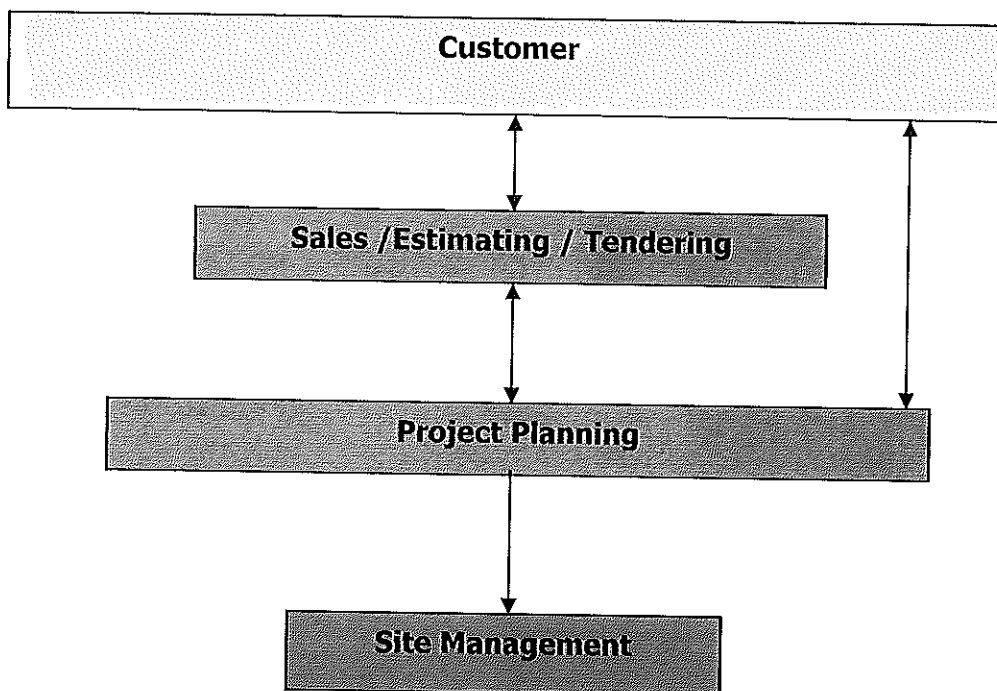 Customer
Sales /Estimating / Tendering
Project Planning
Site Management